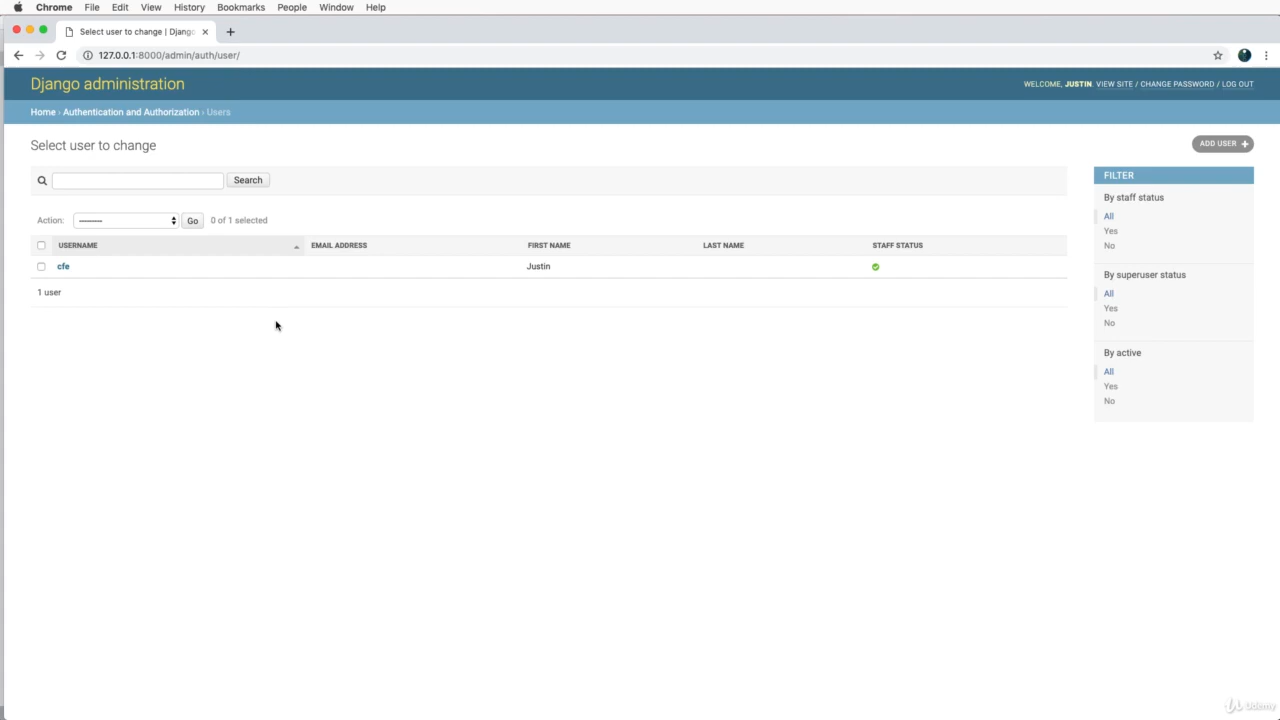 Chrome File Edit View History Bookmarks People Window Help
Select user to change | Django
127.0.0.1:8000/admin/auth/user/
Django administration
WELCOME, JUSTIN. VIEW SITE / CHANGE PASSWORD / LOG OUT
Home › Authentication and Authorization › Users
Select user to change
ADD USER +
Search
Action: --------- Go 0 of 1 selected
USERNAME EMAIL ADDRESS FIRST NAME LAST NAME STAFF STATUS
cfe Justin
1 user
FILTER
By staff status
All
Yes
No
By superuser status
All
Yes
No
By active
All
Yes
No
Udemy